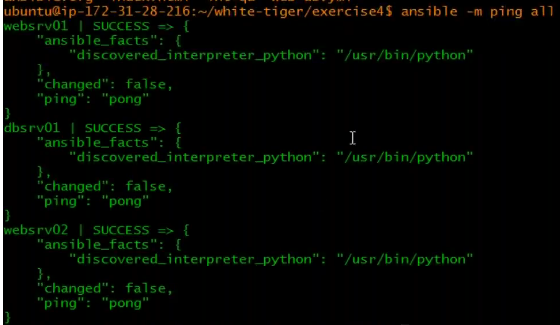 ubuntu@ip-172-31-28-216:~/white-tiger/exercise4$ ansible -m ping all
websrv01 | SUCCESS => {
    "ansible_facts": {
        "discovered_interpreter_python": "/usr/bin/python"
    },
    "changed": false,
    "ping": "pong"
}
dbsrv01 | SUCCESS => {
    "ansible_facts": {
        "discovered_interpreter_python": "/usr/bin/python"
    },
    "changed": false,
    "ping": "pong"
}
websrv02 | SUCCESS => {
    "ansible_facts": {
        "discovered_interpreter_python": "/usr/bin/python"
    },
    "changed": false,
    "ping": "pong"
}